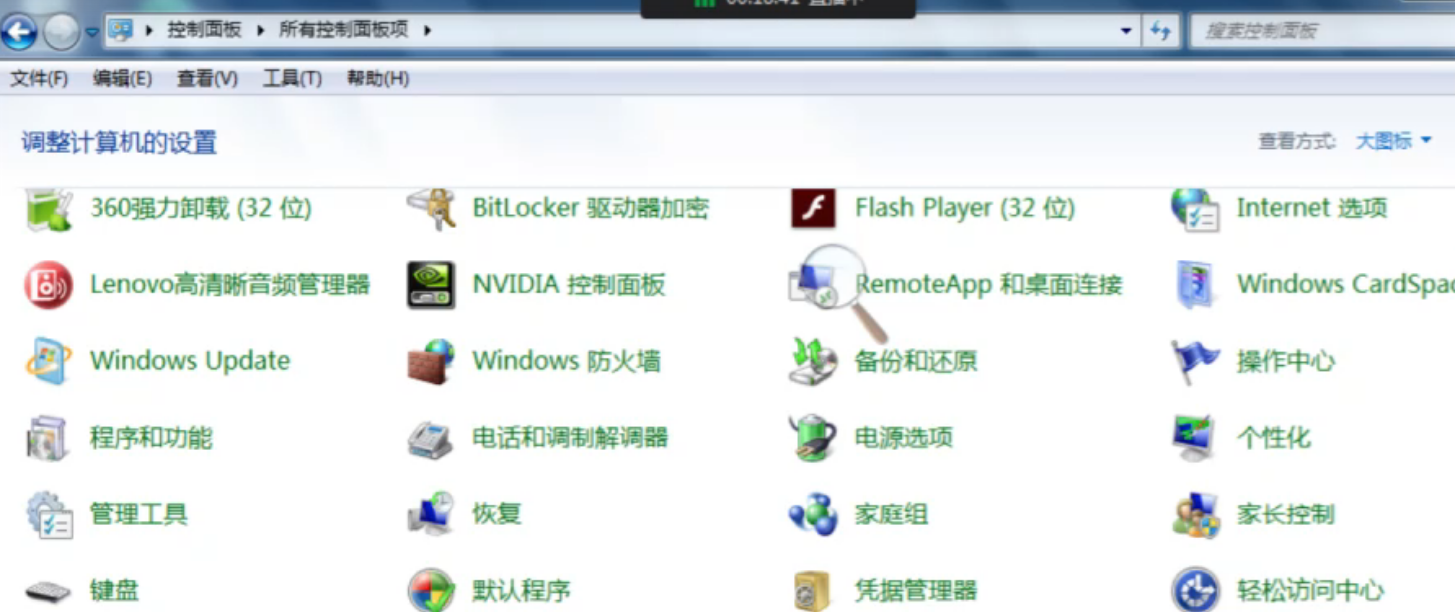 控制面板 所有控制面板项
搜索控制面板
文件(F) 编辑(E) 查看(V) 工具(T) 帮助(H)
调整计算机的设置
查看方式: 大图标
360强力卸载 (32 位) BitLocker 驱动器加密 Flash Player (32 位) Internet 选项
Lenovo高清晰音频管理器 NVIDIA 控制面板 RemoteApp 和桌面连接 Windows CardSpac
Windows Update Windows 防火墙 备份和还原 操作中心
程序和功能 电话和调制解调器 电源选项 个性化
管理工具 恢复 家庭组 家长控制
键盘 默认程序 凭据管理器 轻松访问中心